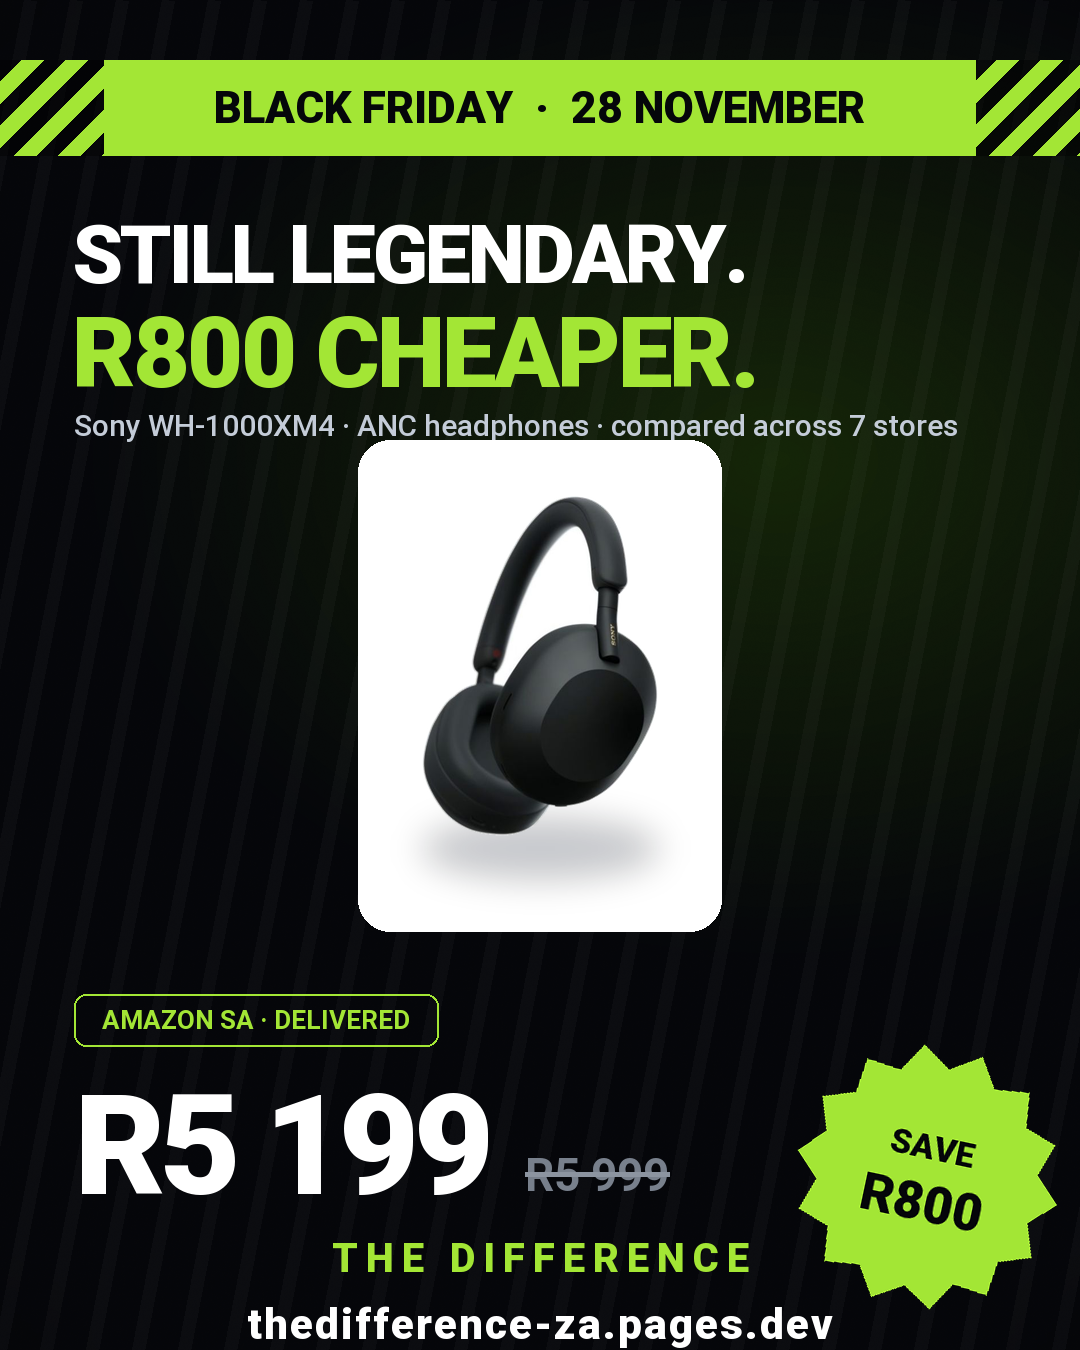 BLACK FRIDAY · 28 NOVEMBER
STILL LEGENDARY.
R800 CHEAPER.
Sony WH-1000XM4 · ANC headphones · compared across 7 stores
SONY
AMAZON SA · DELIVERED
R5 199 R5 999
SAVE
R800
THE DIFFERENCE
thedifference-za.pages.dev